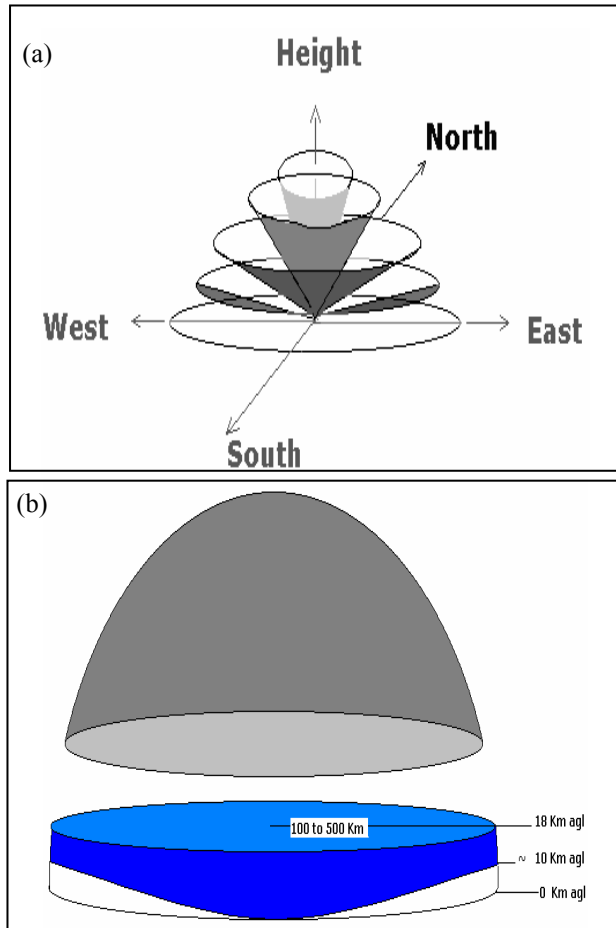 (a)
Height
North
West
East
South
(b)
100 to 500 Km
18 Km agl
~ 10 Km agl
0 Km agl